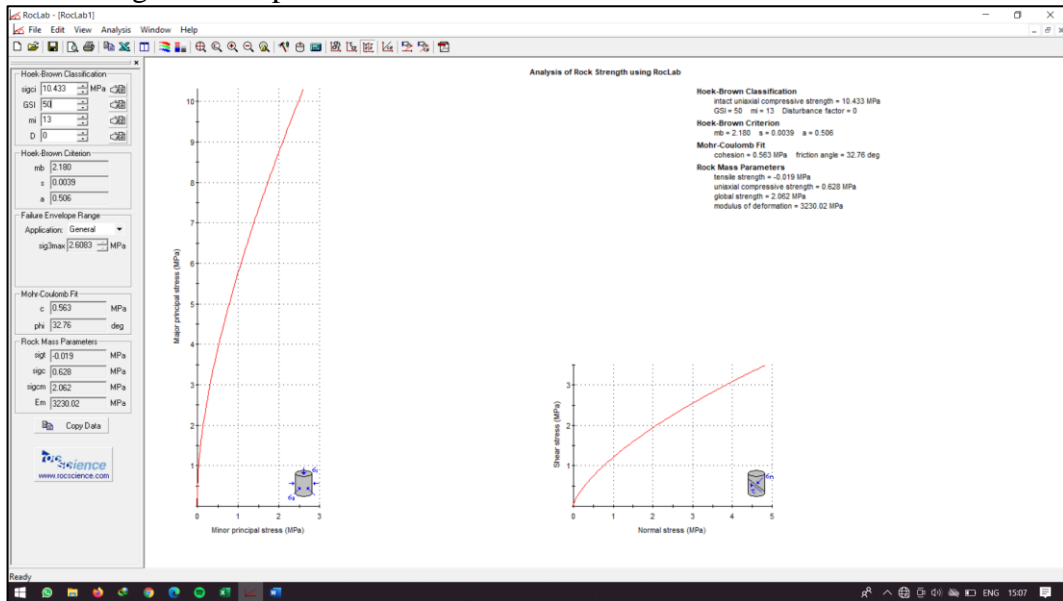 RocLab - [RocLab1]
File Edit View Analysis Window Help
Hoek-Brown Classification
sigci 10.433 MPa
GSI 50
mi 13
D 0
Hoek-Brown Criterion
mb 2.180
s 0.0039
a 0.506
Failure Envelope Range
Application: General
sig3max 2.6083 MPa
Mohr-Coulomb Fit
c 0.563 MPa
phi 32.76 deg
Rock Mass Parameters
sigt -0.019 MPa
sigc 0.628 MPa
sigcm 2.062 MPa
Em 3230.02 MPa
Copy Data
rocscience
www.rocscience.com
Analysis of Rock Strength using RocLab
Hoek-Brown Classification
intact uniaxial compressive strength = 10.433 MPa
GSI = 50 mi = 13 Disturbance factor = 0
Hoek-Brown Criterion
mb = 2.180 s = 0.0039 a = 0.506
Mohr-Coulomb Fit
cohesion = 0.563 MPa friction angle = 32.76 deg
Rock Mass Parameters
tensile strength = -0.019 MPa
uniaxial compressive strength = 0.628 MPa
global strength = 2.062 MPa
modulus of deformation = 3230.02 MPa
Major principal stress (MPa)
10
9
8
7
6
5
4
3
2
1
0 1 2 3
Minor principal stress (MPa)
Shear stress (MPa)
3
2
1
0 1 2 3 4 5
Normal stress (MPa)
Ready
ENG 15:07